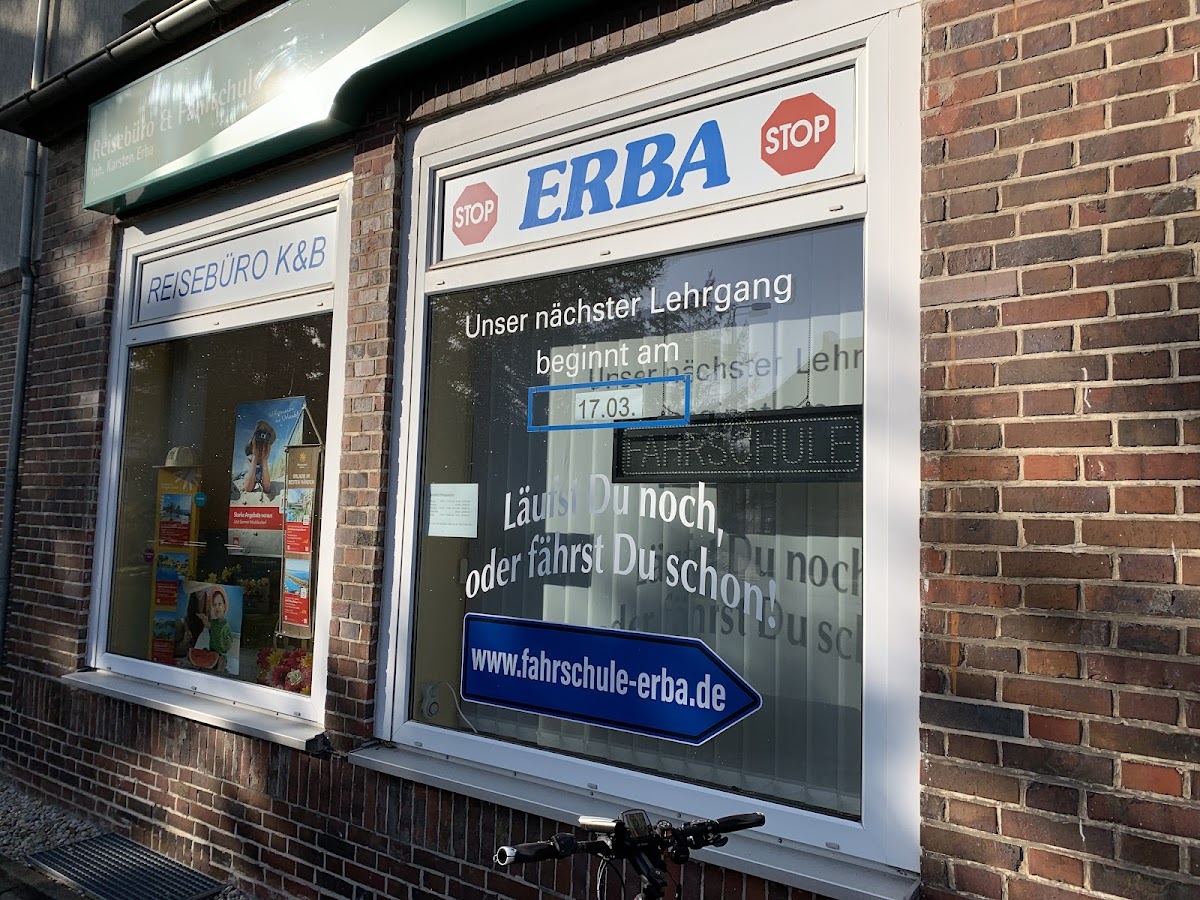 Reisebüro & Fahrschule
Inh. Karsten Erba
REISEBÜRO K&B
STOP
ERBA
STOP
Unser nächster Lehrgang
beginnt am
17.03.
FAHRSCHULE
Läufst Du noch,
oder fährst Du schon!
www.fahrschule-erba.de